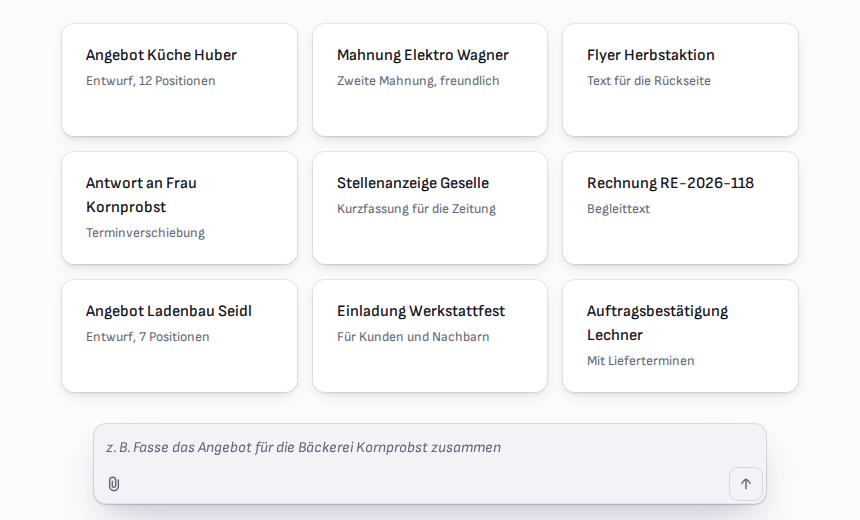 Angebot Küche Huber
Entwurf, 12 Positionen
Mahnung Elektro Wagner
Zweite Mahnung, freundlich
Flyer Herbstaktion
Text für die Rückseite
Antwort an Frau
Kornprobst
Terminverschiebung
Stellenanzeige Geselle
Kurzfassung für die Zeitung
Rechnung RE-2026-118
Begleittext
Angebot Ladenbau Seidl
Entwurf, 7 Positionen
Einladung Werkstattfest
Für Kunden und Nachbarn
Auftragsbestätigung
Lechner
Mit Lieferterminen
z. B. Fasse das Angebot für die Bäckerei Kornprobst zusammen